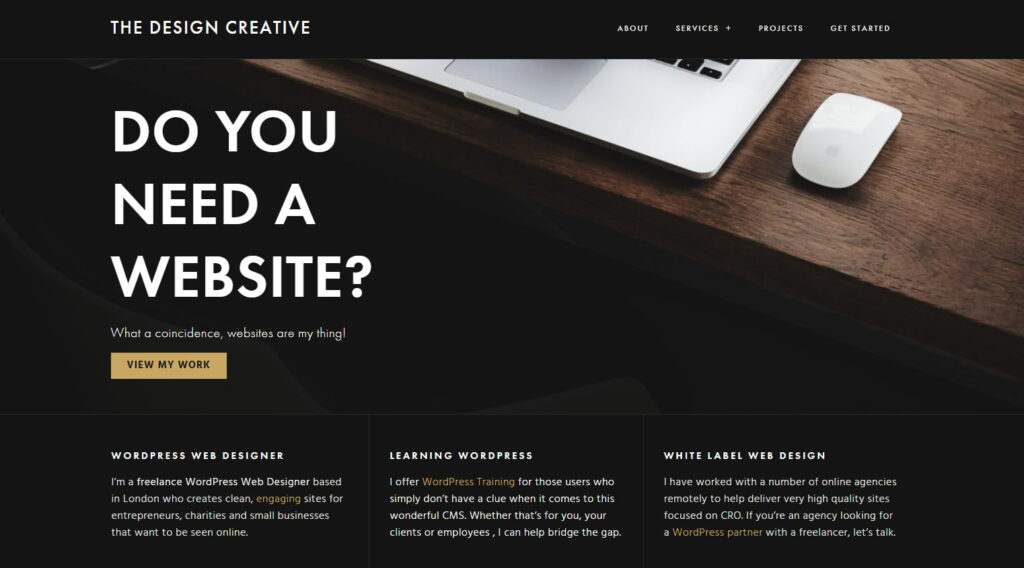 THE DESIGN CREATIVE
ABOUT SERVICES + PROJECTS GET STARTED
DO YOU
NEED A
WEBSITE?
What a coincidence, websites are my thing!
VIEW MY WORK
WORDPRESS WEB DESIGNER
I’m a freelance WordPress Web Designer based
in London who creates clean, engaging sites for
entrepreneurs, charities and small businesses
that want to be seen online.
LEARNING WORDPRESS
I offer WordPress Training for those users who
simply don’t have a clue when it comes to this
wonderful CMS. Whether that’s for you, your
clients or employees , I can help bridge the gap.
WHITE LABEL WEB DESIGN
I have worked with a number of online agencies
remotely to help deliver very high quality sites
focused on CRO. If you’re an agency looking for
a WordPress partner with a freelancer, let’s talk.